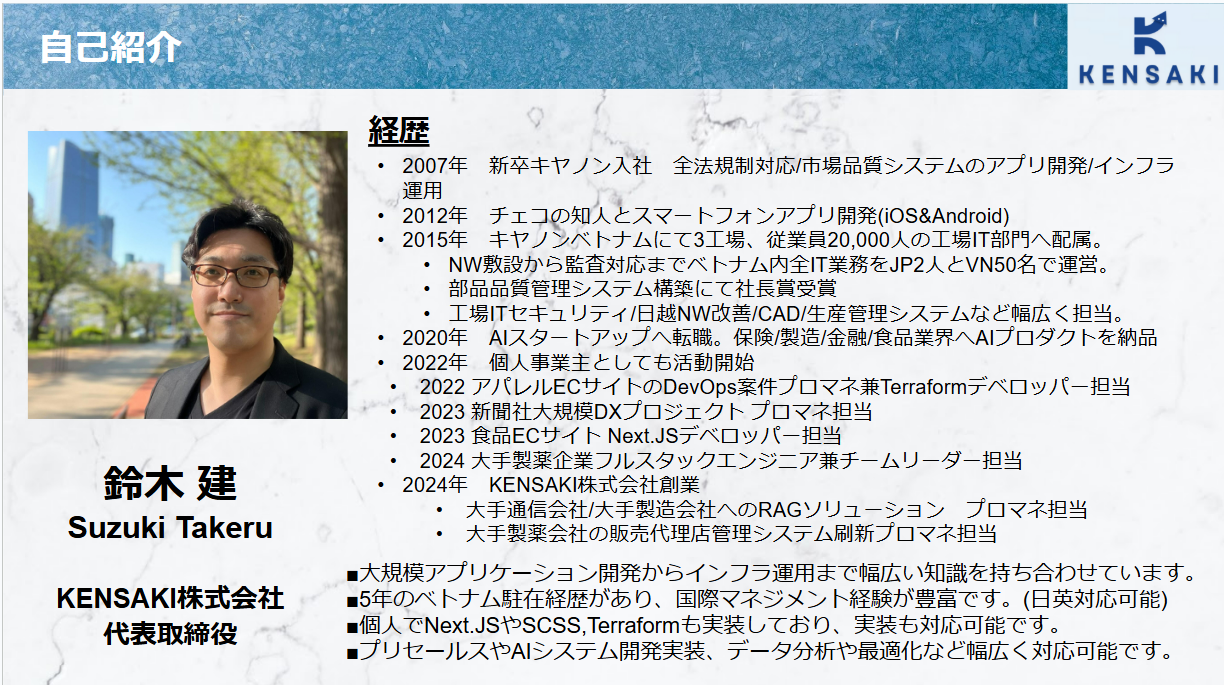 自己紹介
KENSAKI
経歴
• 2007年　新卒キヤノン入社　全法規制対応/市場品質システムのアプリ開発/インフラ
運用
• 2012年　チェコの知人とスマートフォンアプリ開発(iOS&Android)
• 2015年　キヤノンベトナムにて3工場、従業員20,000人の工場IT部門へ配属。
• NW敷設から監査対応までベトナム内全IT業務をJP2人とVN50名で運営。
• 部品品質管理システム構築にて社長賞受賞
• 工場ITセキュリティ/日越NW改善/CAD/生産管理システムなど幅広く担当。
• 2020年　AIスタートアップへ転職。保険/製造/金融/食品業界へAIプロダクトを納品
• 2022年　個人事業主としても活動開始
• 2022 アパレルECサイトのDevOps案件プロマネ兼Terraformデベロッパー担当
• 2023 新聞社大規模DXプロジェクト プロマネ担当
• 2023 食品ECサイト Next.JSデベロッパー担当
• 2024 大手製薬企業フルスタックエンジニア兼チームリーダー担当
• 2024年　KENSAKI株式会社創業
• 大手通信会社/大手製造会社へのRAGソリューション　プロマネ担当
• 大手製薬会社の販売代理店管理システム刷新プロマネ担当
鈴木 建
Suzuki Takeru
KENSAKI株式会社
代表取締役
■大規模アプリケーション開発からインフラ運用まで幅広い知識を持ち合わせています。
■5年のベトナム駐在経歴があり、国際マネジメント経験が豊富です。(日英対応可能)
■個人でNext.JSやSCSS,Terraformも実装しており、実装も対応可能です。
■プリセールスやAIシステム開発実装、データ分析や最適化など幅広く対応可能です。